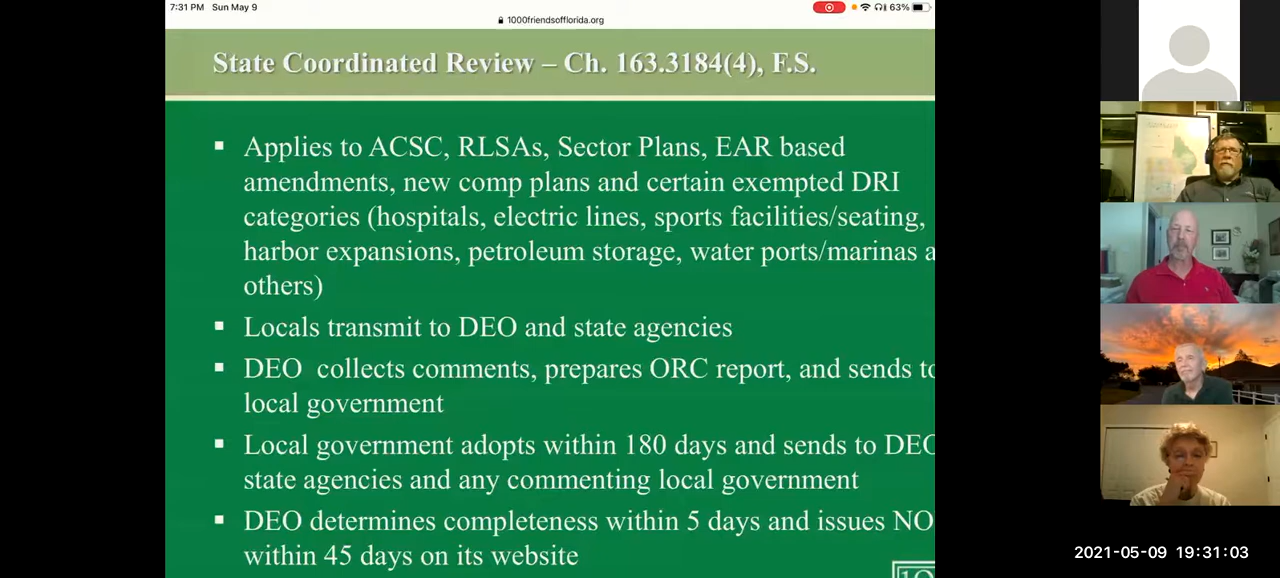 7:31 PM Sun May 9
63%
1000friendsofflorida.org
State Coordinated Review – Ch. 163.3184(4), F.S.
▪ Applies to ACSC, RLSAs, Sector Plans, EAR based
amendments, new comp plans and certain exempted DRI
categories (hospitals, electric lines, sports facilities/seating,
harbor expansions, petroleum storage, water ports/marinas a
others)
▪ Locals transmit to DEO and state agencies
▪ DEO collects comments, prepares ORC report, and sends to
local government
▪ Local government adopts within 180 days and sends to DEO
state agencies and any commenting local government
▪ DEO determines completeness within 5 days and issues NO
within 45 days on its website
2021-05-09 19:31:03